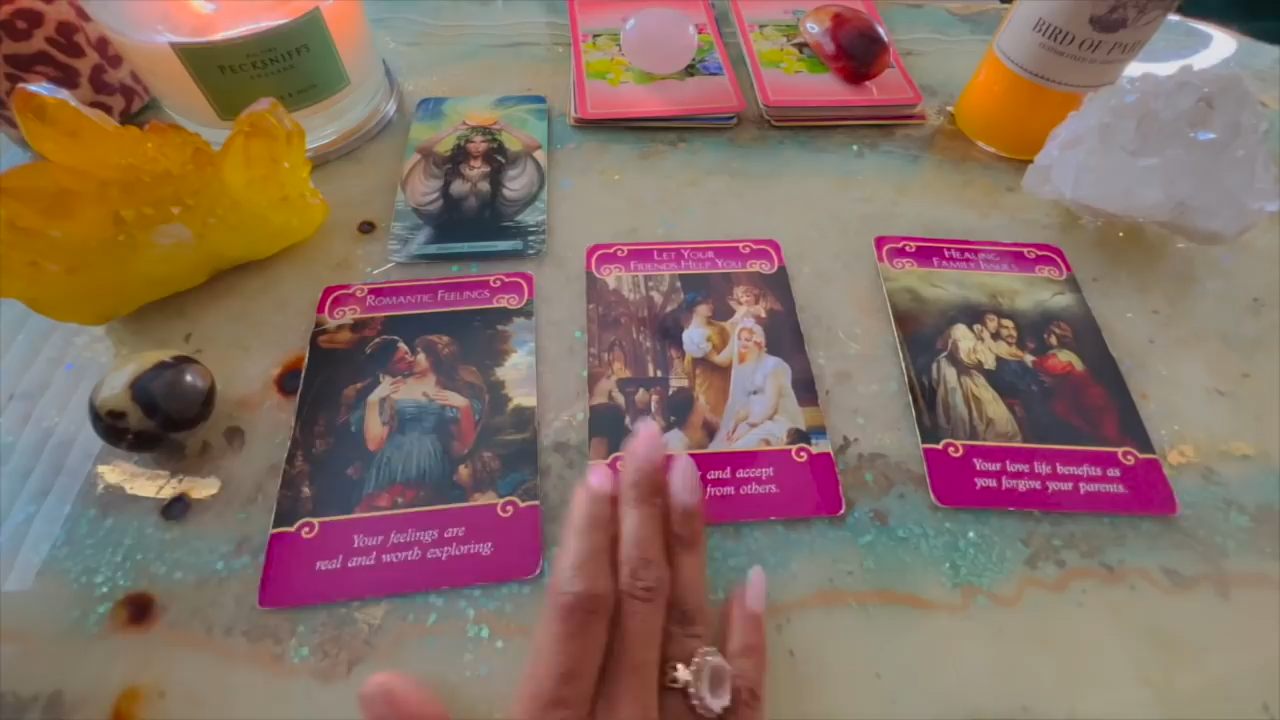 PECKSNIFF'S
ENGLAND
BIRD OF
ROMANTIC FEELINGS
Your feelings are
real and worth exploring.
LET YOUR
FRIENDS HELP YOU
and accept
from others.
HEALING
FAMILY ISSUES
Your love life benefits as
you forgive your parents.